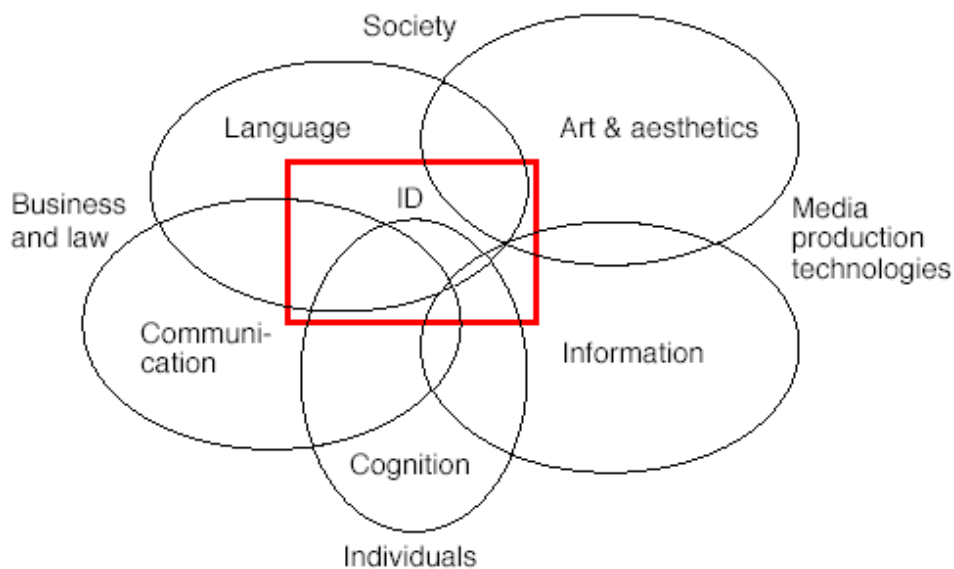 Society
Language
Art & aesthetics
ID
Business
and law
Media
production
technologies
Communi-
cation
Information
Cognition
Individuals